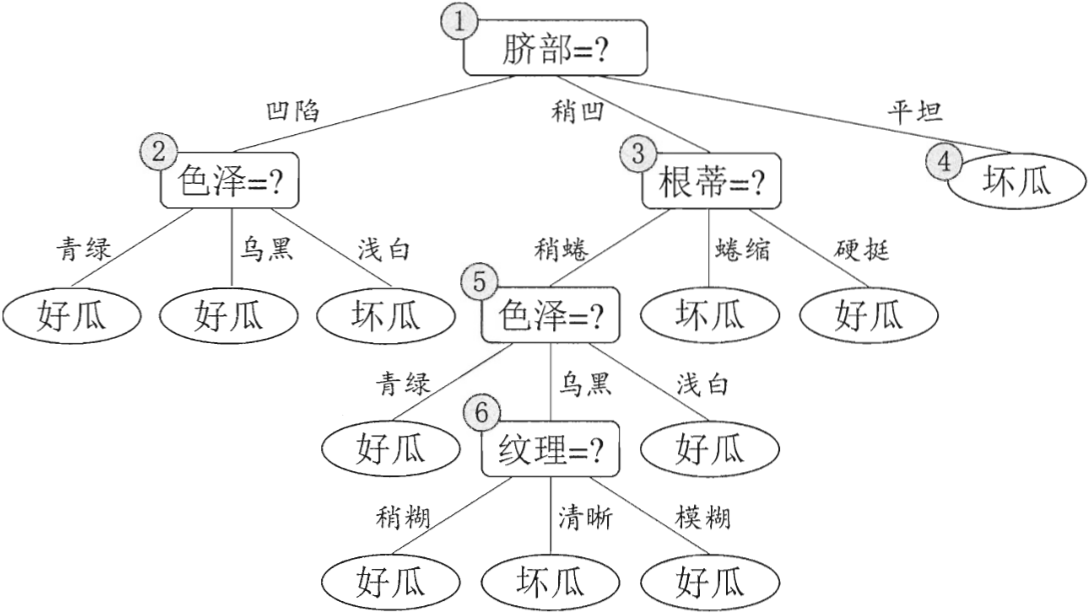 ① 脐部=?
凹陷 稍凹 平坦
② 色泽=? ③ 根蒂=? ④ 坏瓜
青绿 乌黑 浅白 稍蜷 蜷缩 硬挺
好瓜 好瓜 坏瓜 ⑤ 色泽=? 坏瓜 好瓜
青绿 乌黑 浅白
好瓜 ⑥ 纹理=? 好瓜
稍糊 清晰 模糊
好瓜 坏瓜 好瓜